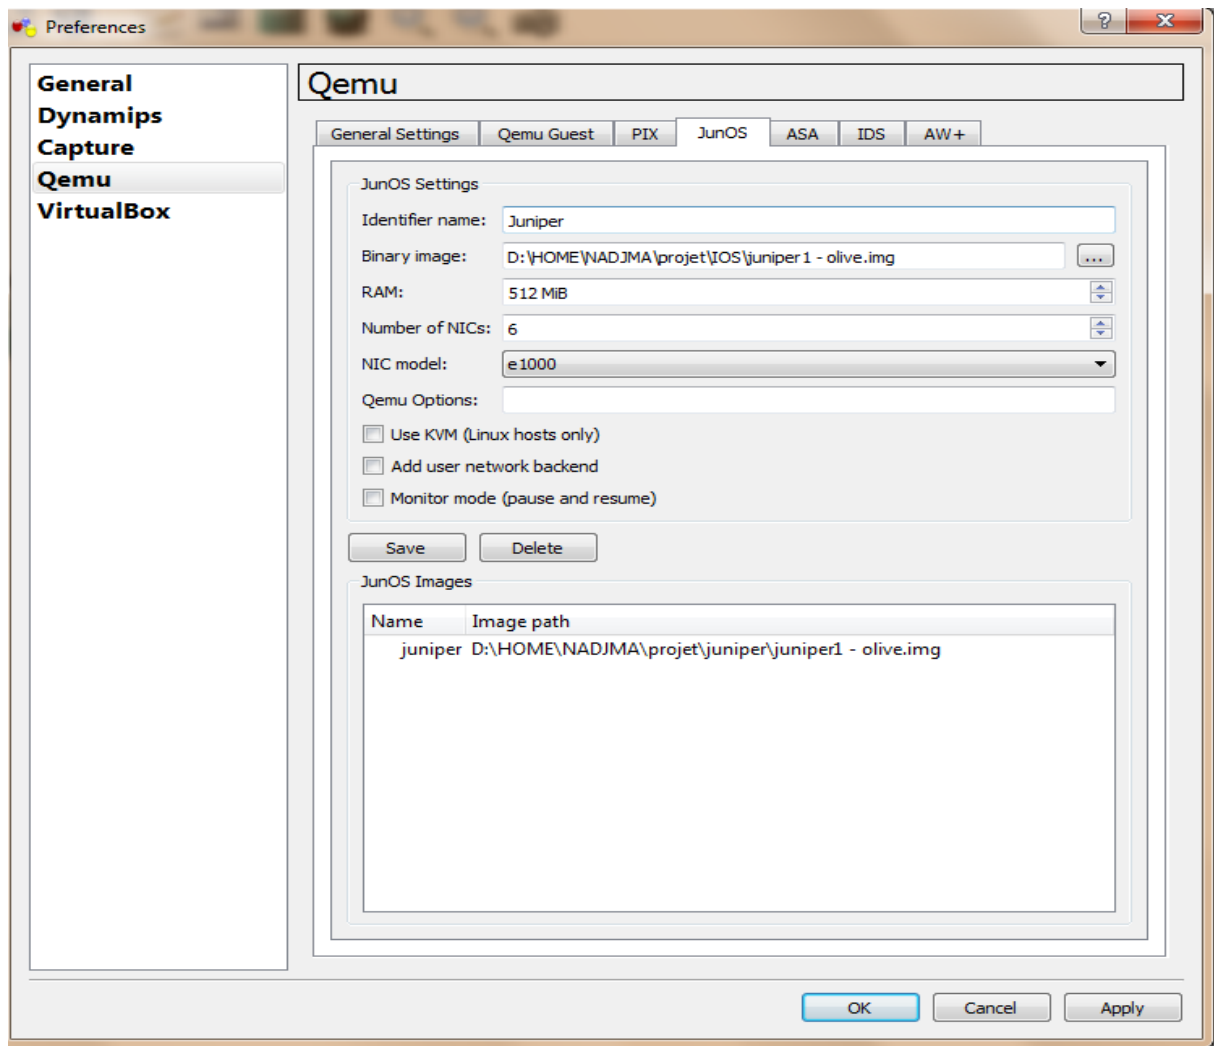 Preferences
?
X
General
Dynamips
Capture
Qemu
VirtualBox
Qemu
General Settings Qemu Guest PIX JunOS ASA IDS AW+
JunOS Settings
Identifier name: Juniper
Binary image: D:\HOME\NADJMA\projet\IOS\juniper1 - olive.img ...
RAM: 512 MiB
Number of NICs: 6
NIC model: e1000
Qemu Options:
Use KVM (Linux hosts only)
Add user network backend
Monitor mode (pause and resume)
Save Delete
JunOS Images
Name Image path
juniper D:\HOME\NADJMA\projet\juniper\juniper1 - olive.img
OK Cancel Apply